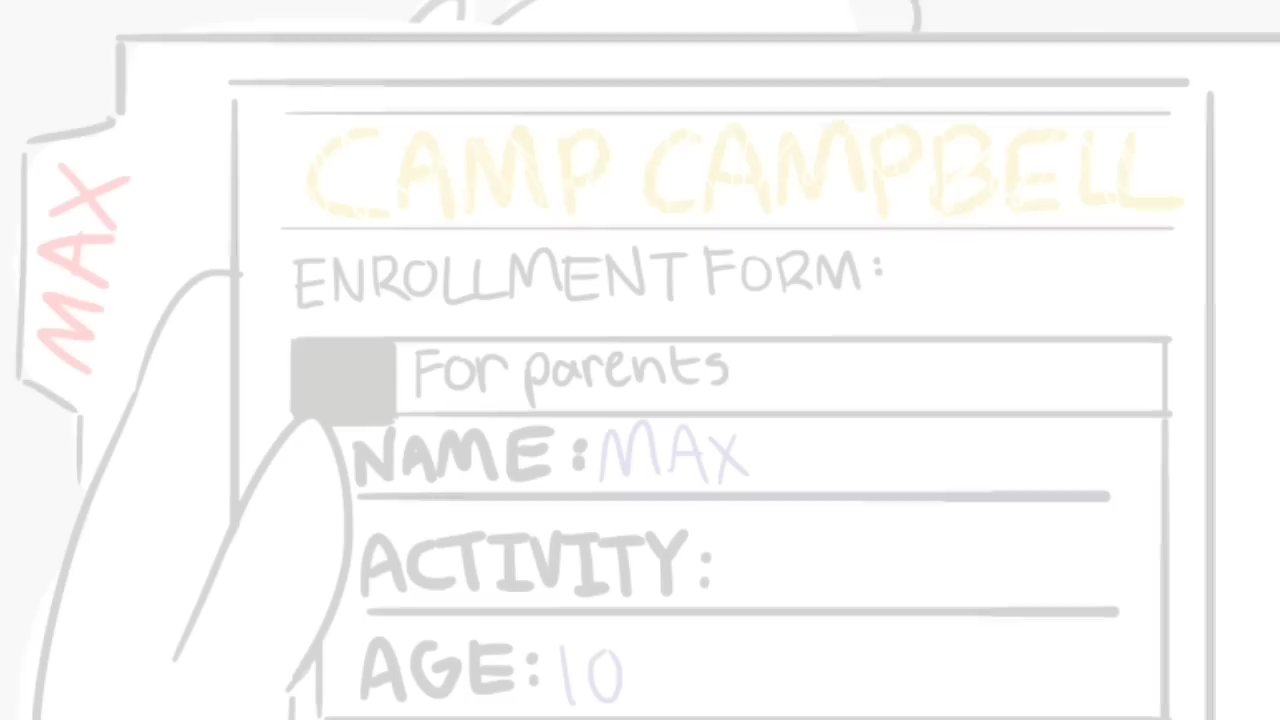 MAX
CAMP CAMPBELL
ENROLLMENT FORM:
For parents
NAME: MAX
ACTIVITY:
AGE: 10